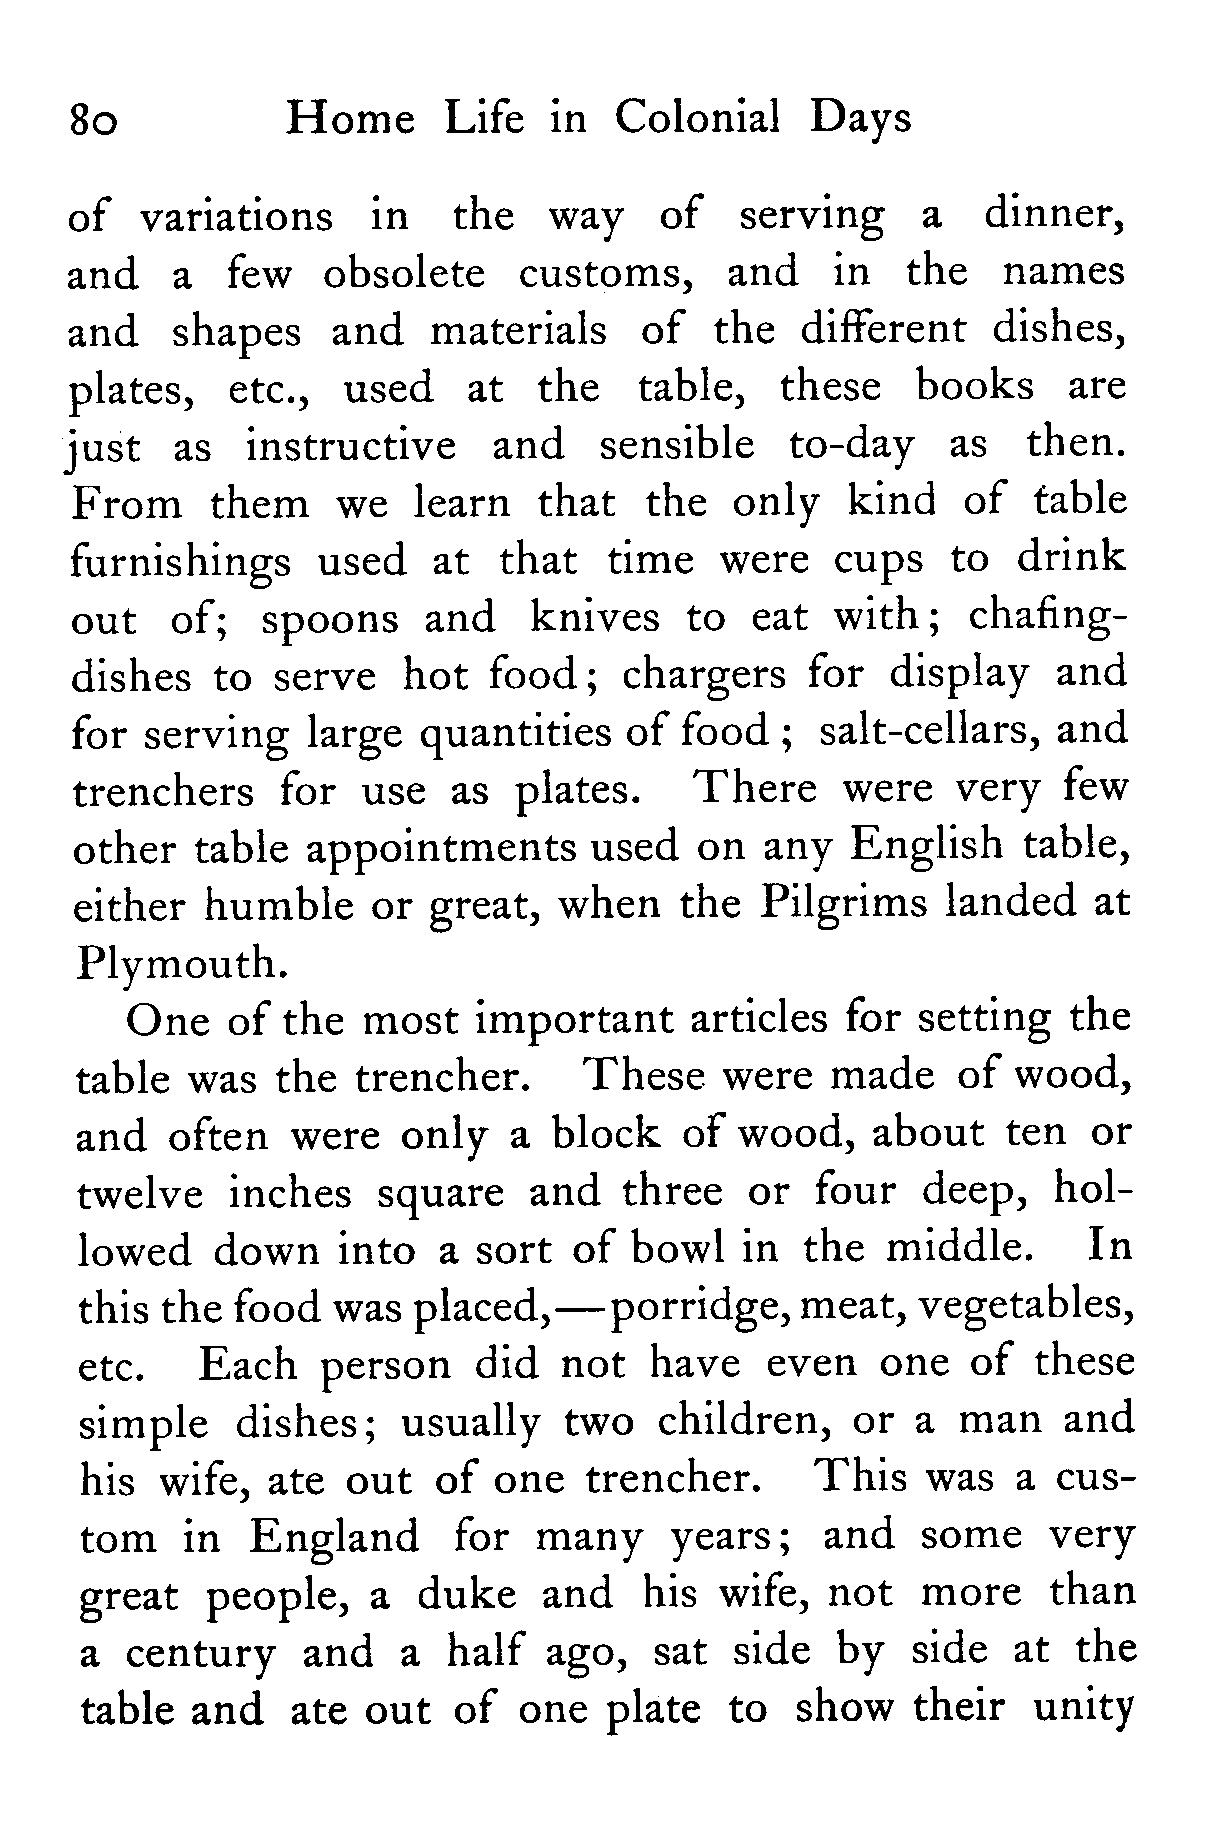 80 Home Life in Colonial Days
of variations in the way of serving a dinner,
and a few obsolete customs, and in the names
and shapes and materials of the different dishes,
plates, etc., used at the table, these books are
just as instructive and sensible to-day as then.
From them we learn that the only kind of table
furnishings used at that time were cups to drink
out of; spoons and knives to eat with; chafing-
dishes to serve hot food; chargers for display and
for serving large quantities of food; salt-cellars, and
trenchers for use as plates. There were very few
other table appointments used on any English table,
either humble or great, when the Pilgrims landed at
Plymouth.
One of the most important articles for setting the
table was the trencher. These were made of wood,
and often were only a block of wood, about ten or
twelve inches square and three or four deep, hol-
lowed down into a sort of bowl in the middle. In
this the food was placed,—porridge, meat, vegetables,
etc. Each person did not have even one of these
simple dishes; usually two children, or a man and
his wife, ate out of one trencher. This was a cus-
tom in England for many years; and some very
great people, a duke and his wife, not more than
a century and a half ago, sat side by side at the
table and ate out of one plate to show their unity